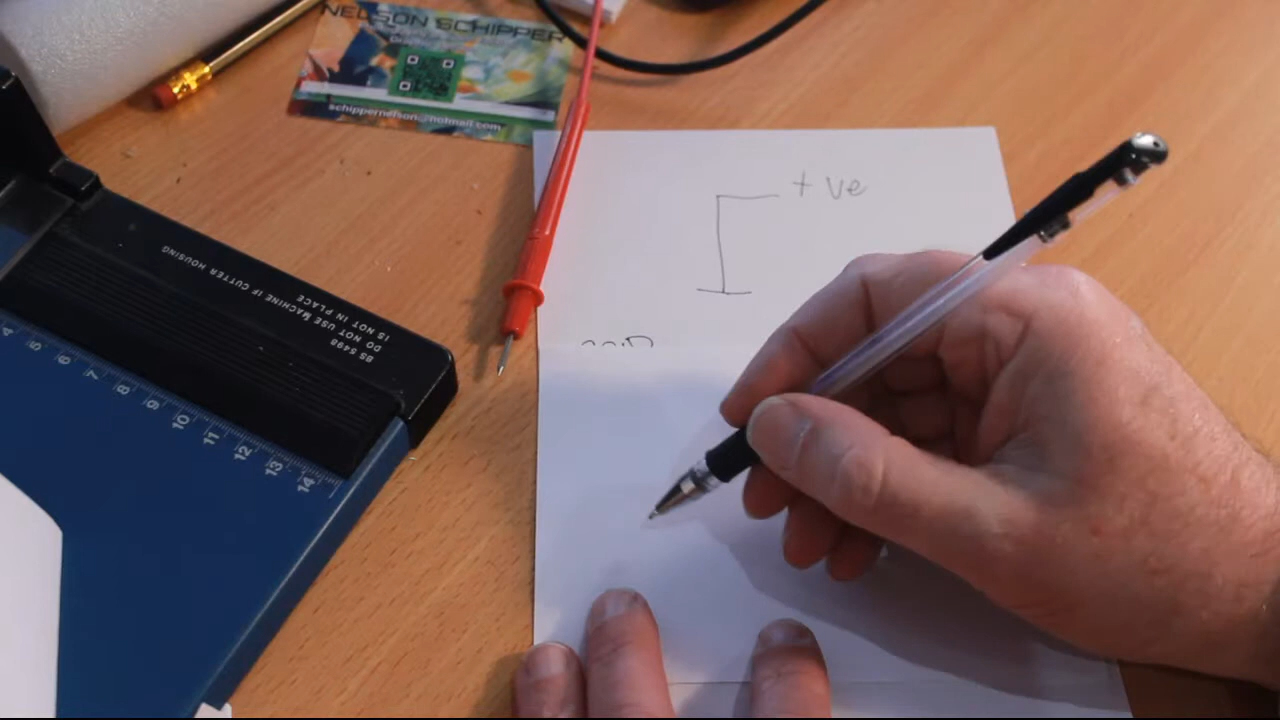 NELSON SCHIPPER
schippernelson@hotmail.com
+ve
BS 5498
DO NOT USE MACHINE IF CUTTER HOUSING
IS NOT IN PLACE
4 5 6 7 8 9 10 11 12 13 14